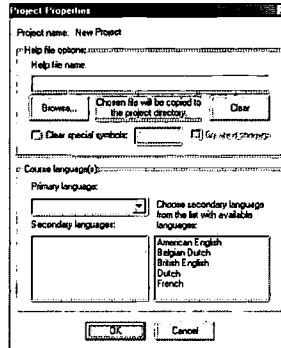 Project Properties
Project name: New Project
Help file options:
Help file name
Browse...
Chosen file will be copied to
the project directory.
Clear
Clear special symbols:
Course language(s):
Primary language:
Choose secondary language
from the list with available
languages:
Secondary languages:
American English
Belgian Dutch
British English
Dutch
French
OK
Cancel